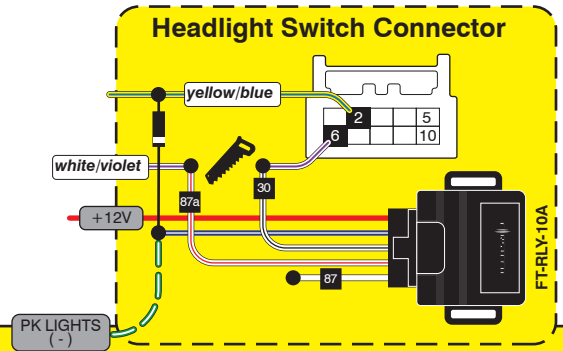 Headlight Switch Connector
yellow/blue
2
5
6
10
white/violet
30
87a
+12V
87
FT-RLY-10A
PK LIGHTS
( - )